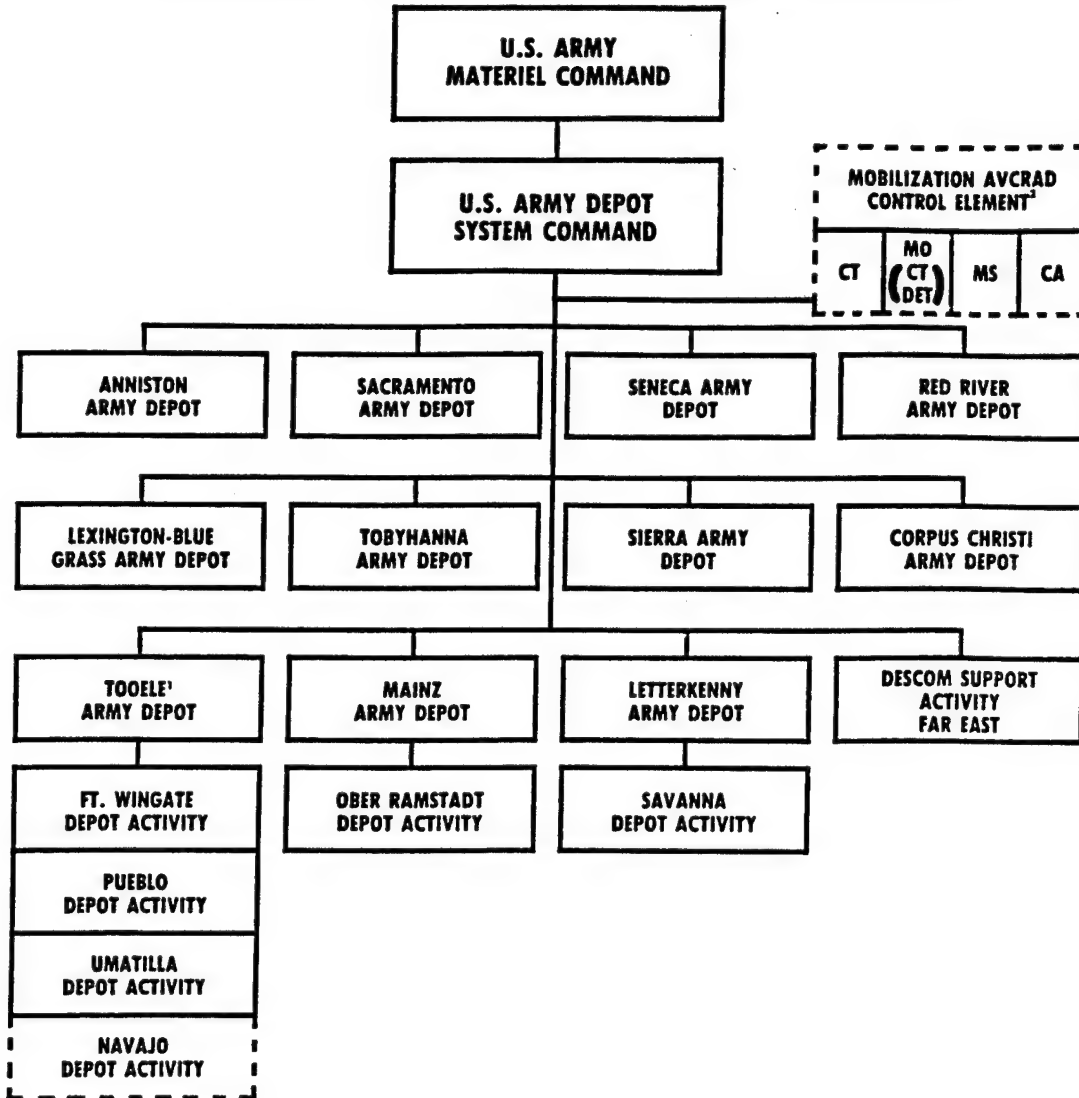 U.S. ARMY
MATERIEL COMMAND
U.S. ARMY DEPOT
SYSTEM COMMAND
MOBILIZATION AVCRAD
CONTROL ELEMENT²
CT
MO
(CT
DET)
MS
CA
ANNISTON
ARMY DEPOT
SACRAMENTO
ARMY DEPOT
SENECA ARMY
DEPOT
RED RIVER
ARMY DEPOT
LEXINGTON-BLUE
GRASS ARMY DEPOT
TOBYHANNA
ARMY DEPOT
SIERRA ARMY
DEPOT
CORPUS CHRISTI
ARMY DEPOT
TOOELE¹
ARMY DEPOT
MAINZ
ARMY DEPOT
LETTERKENNY
ARMY DEPOT
DESCOM SUPPORT
ACTIVITY
FAR EAST
FT. WINGATE
DEPOT ACTIVITY
OBER RAMSTADT
DEPOT ACTIVITY
SAVANNA
DEPOT ACTIVITY
PUEBLO
DEPOT ACTIVITY
UMATILLA
DEPOT ACTIVITY
NAVAJO
DEPOT ACTIVITY